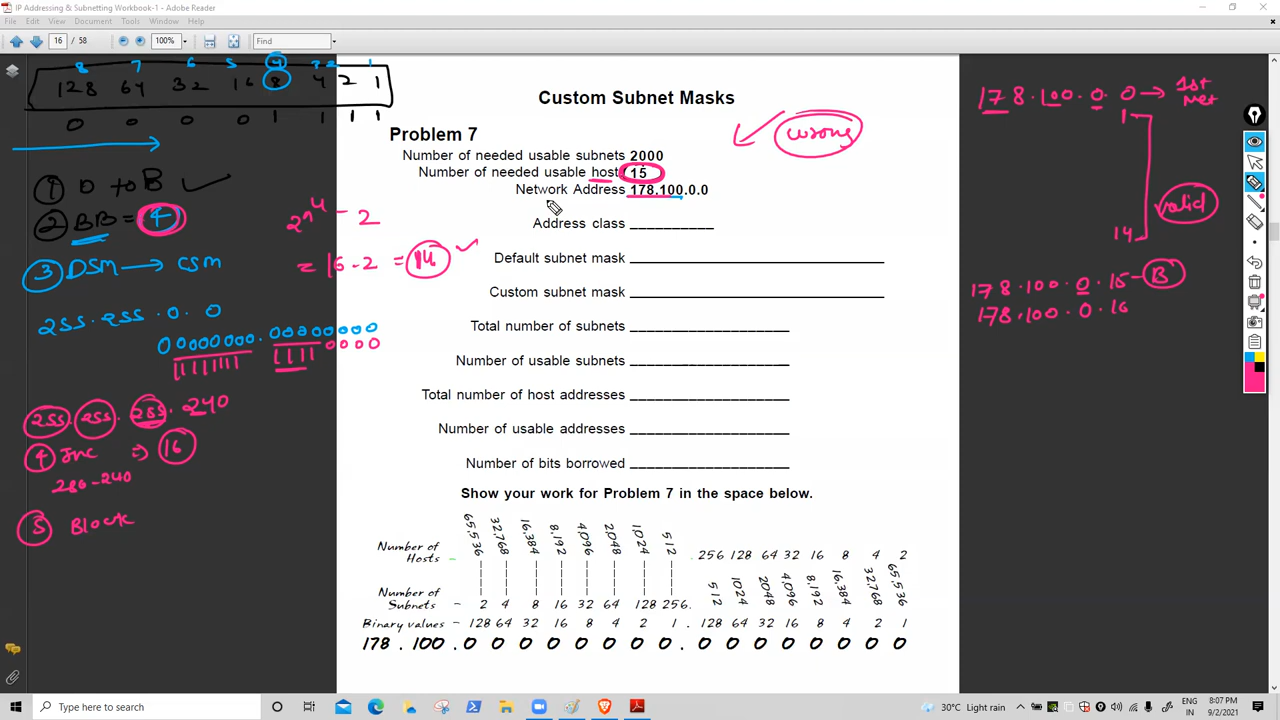 IP Addressing & Subnetting Workbook-1 - Adobe Reader
File Edit View Document Tools Window Help
16 / 58 100% Find
8 7 6 5 4 3 2 1
128 64 32 16 8 4 2 1
0 0 0 0 1 1 1 1
① D to B
② BB = 4
③ DSM → CSM
255.255.0.0
00000000.00000000
11111111 11110000
255.255.255.240
④ Inc → 16
256-240
⑤ Block
2^4 - 2
= 16-2 = 14
Custom Subnet Masks
wrong
Problem 7
Number of needed usable subnets 2000
Number of needed usable host 15
Network Address 178.100.0.0
Address class
Default subnet mask
Custom subnet mask
Total number of subnets
Number of usable subnets
Total number of host addresses
Number of usable addresses
Number of bits borrowed
Show your work for Problem 7 in the space below.
Number of Hosts - 65,536 32,768 16,384 8,192 4,096 2,048 1,024 512 . 256 128 64 32 16 8 4 2
Number of Subnets - 2 4 8 16 32 64 128 256. 512 1024 2048 4,096 8,192 16,384 32,768 65,536
Binary values - 128 64 32 16 8 4 2 1 . 128 64 32 16 8 4 2 1
178 . 100 . 0 0 0 0 0 0 0 0 . 0 0 0 0 0 0 0 0
178.100.0.0 → 1st Net
1
valid
14
178.100.0.15 - B
178.100.0.16
Type here to search
30°C Light rain
ENG
IN
8:07 PM
9/2/2021